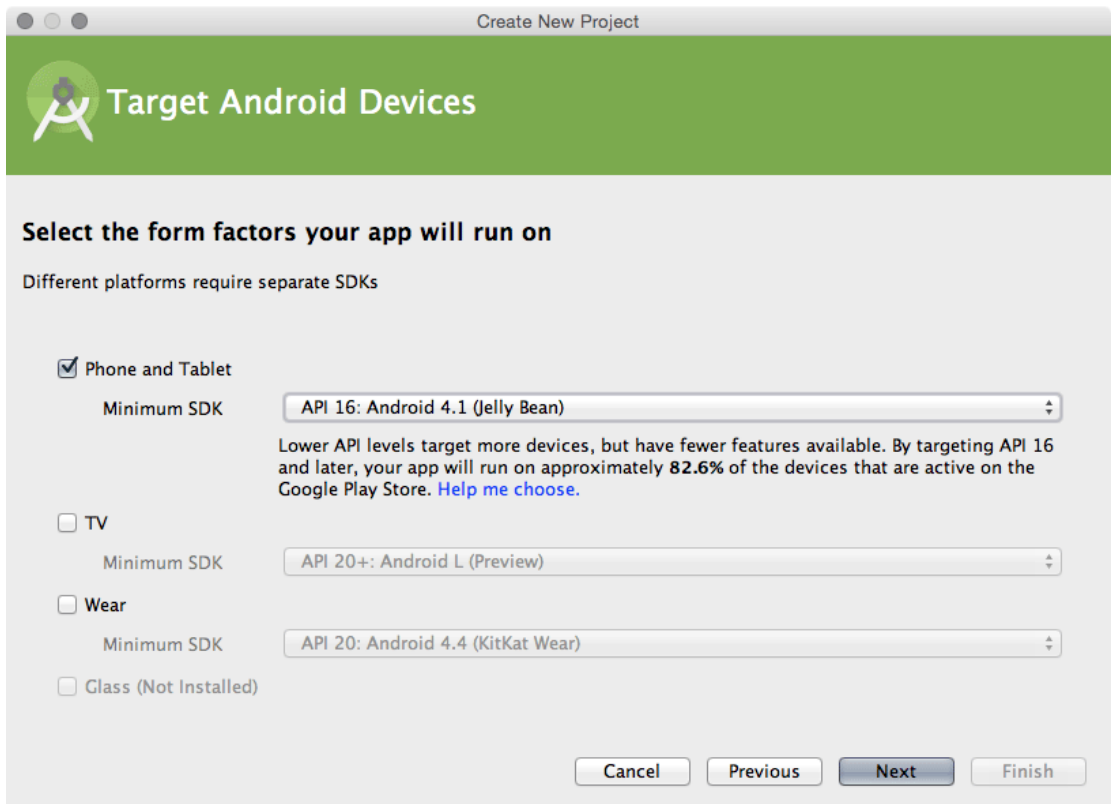 Create New Project
Target Android Devices
Select the form factors your app will run on
Different platforms require separate SDKs
Phone and Tablet
Minimum SDK API 16: Android 4.1 (Jelly Bean)
Lower API levels target more devices, but have fewer features available. By targeting API 16
and later, your app will run on approximately 82.6% of the devices that are active on the
Google Play Store. Help me choose.
TV
Minimum SDK API 20+: Android L (Preview)
Wear
Minimum SDK API 20: Android 4.4 (KitKat Wear)
Glass (Not Installed)
Cancel Previous Next Finish